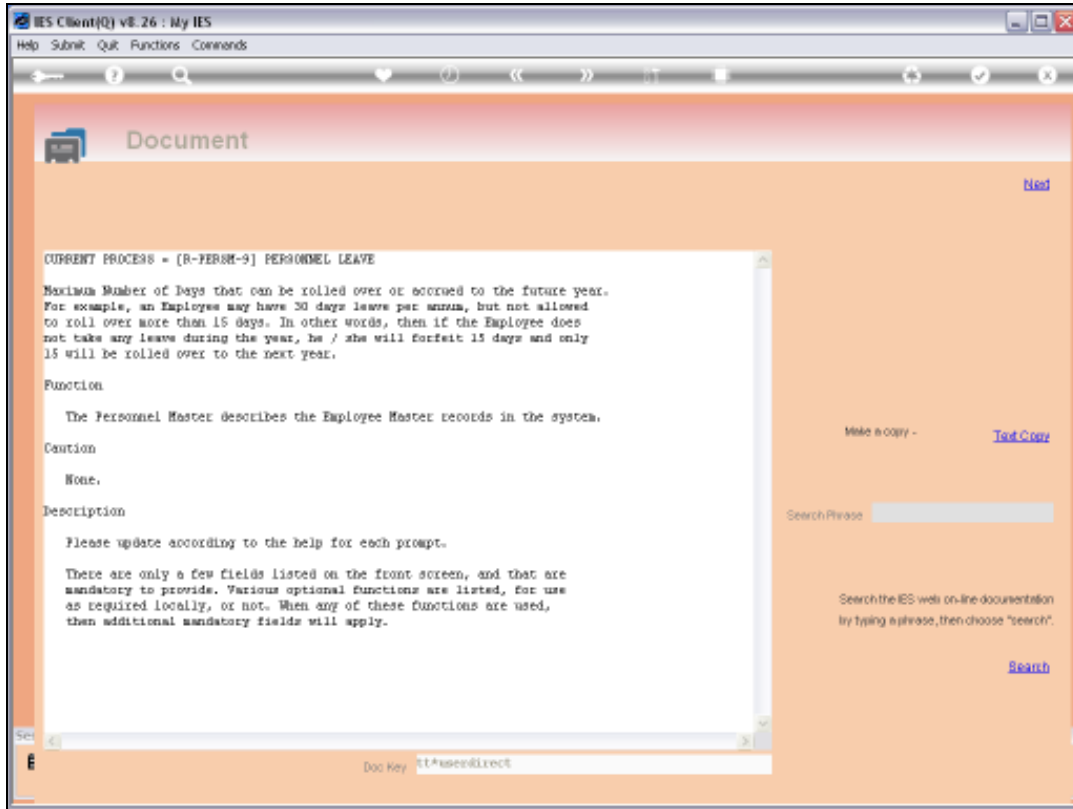 IES Client(Q) v8.26 : My IES
Help Submit Quit Functions Commands
Document
Next
CURRENT PROCESS = [R-PERSM-9] PERSONNEL LEAVE
Maximum Number of Days that can be rolled over or accrued to the future year.
For example, an Employee may have 30 days leave per annum, but not allowed
to roll over more than 15 days. In other words, then if the Employee does
not take any leave during the year, he / she will forfeit 15 days and only
15 will be rolled over to the next year.
Function
The Personnel Master describes the Employee Master records in the system.
Caution
None.
Description
Please update according to the help for each prompt.
There are only a few fields listed on the front screen, and that are
mandatory to provide. Various optional functions are listed, for use
as required locally, or not. When any of these functions are used,
then additional mandatory fields will apply.
Make a copy -
Text Copy
Search Phrase
Search the IES web on-line documentation
by typing a phrase, then choose "search".
Search
Ses
Doc Key tt*userdirect